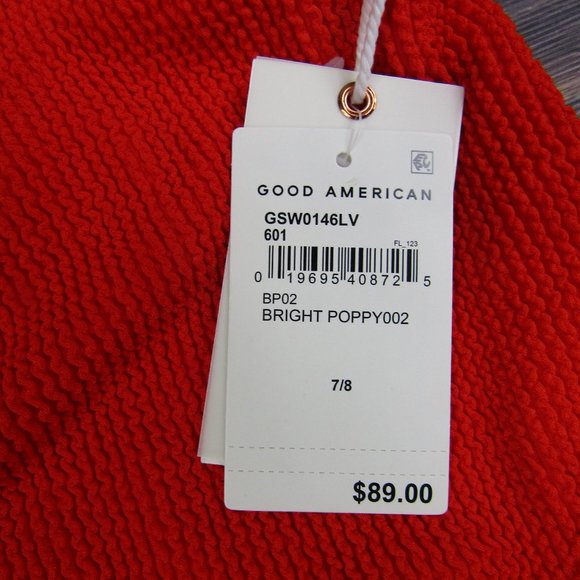 GOOD AMERICAN
GSW0146LV
601
FL_123
0 19695 40872 5
BP02
BRIGHT POPPY002
7/8
$89.00